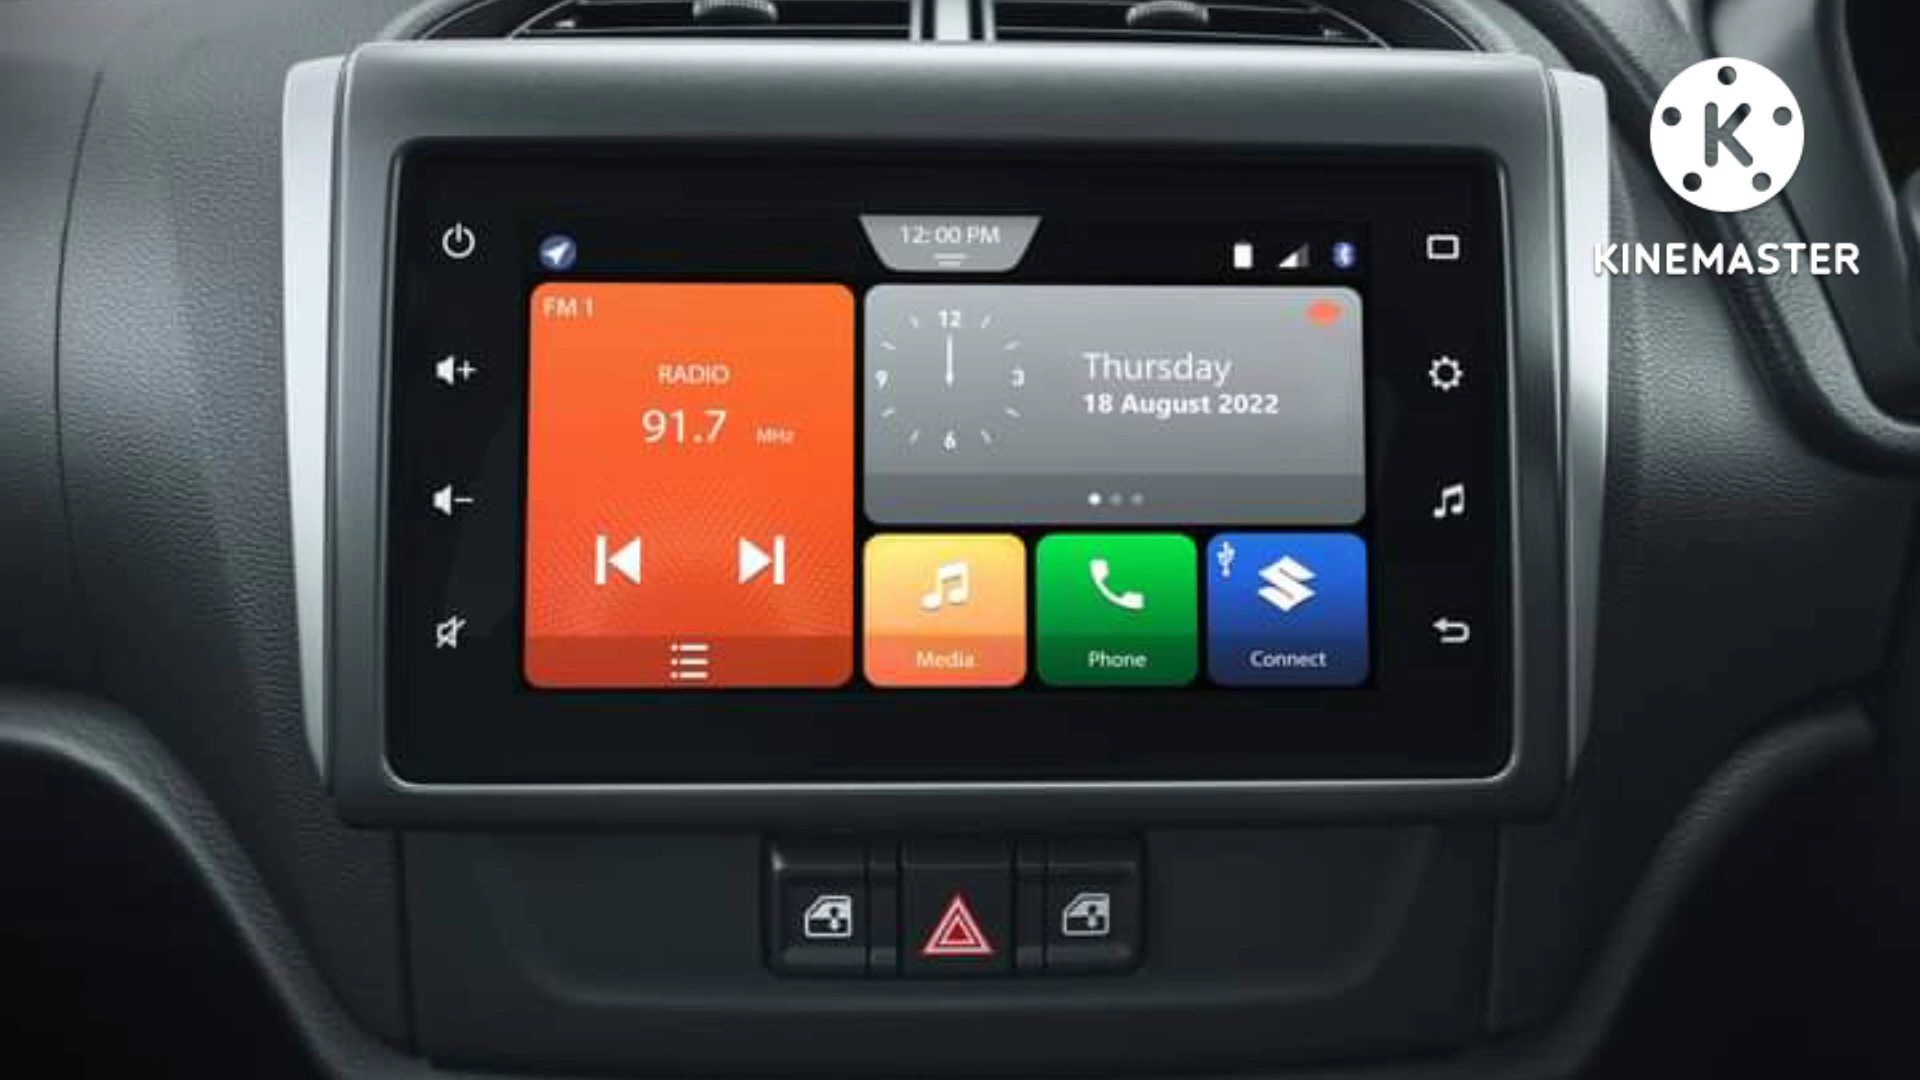 K
KINEMASTER
12:00 PM
FM 1
RADIO
91.7 MHz
12
9
3
6
Thursday
18 August 2022
Media
Phone
Connect